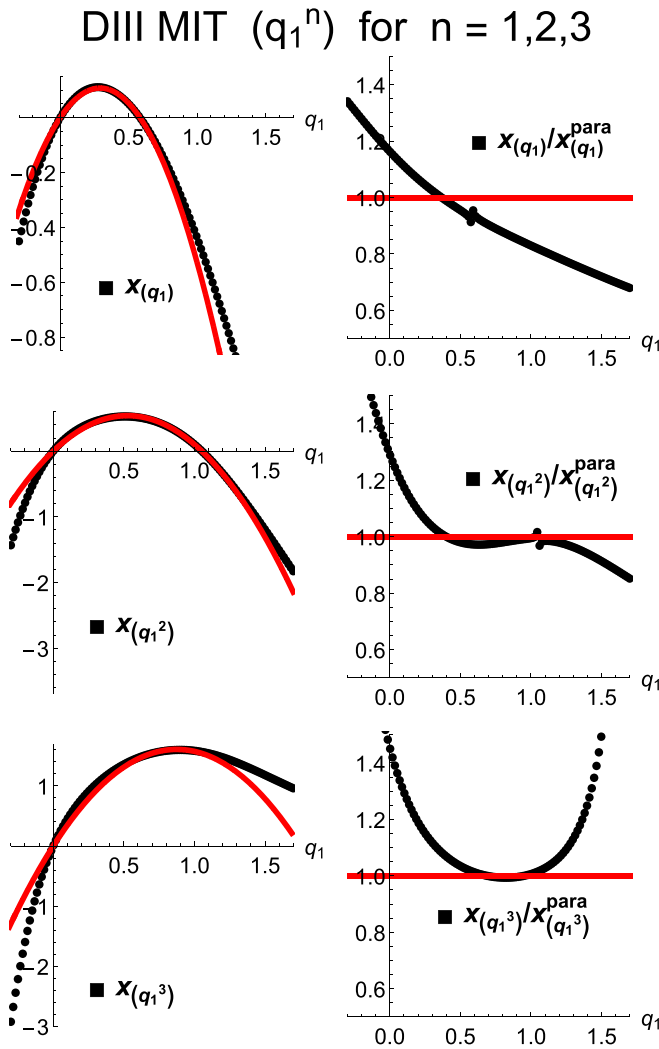 DIII MIT (q₁ⁿ) for n = 1,2,3
0.5 1.0 1.5 q₁
−0.2
−0.4
−0.6
−0.8
■ x(q₁)
1.4
1.2
1.0
0.8
0.6
0.0 0.5 1.0 1.5 q₁
■ x(q₁)/x(q₁)^para
0.5 1.0 1.5 q₁
−1
−2
−3
■ x(q₁²)
1.4
1.2
1.0
0.8
0.6
0.0 0.5 1.0 1.5 q₁
■ x(q₁²)/x(q₁²)^para
1
0.5 1.0 1.5 q₁
−1
−2
−3
■ x(q₁³)
1.4
1.2
1.0
0.8
0.6
0.0 0.5 1.0 1.5 q₁
■ x(q₁³)/x(q₁³)^para